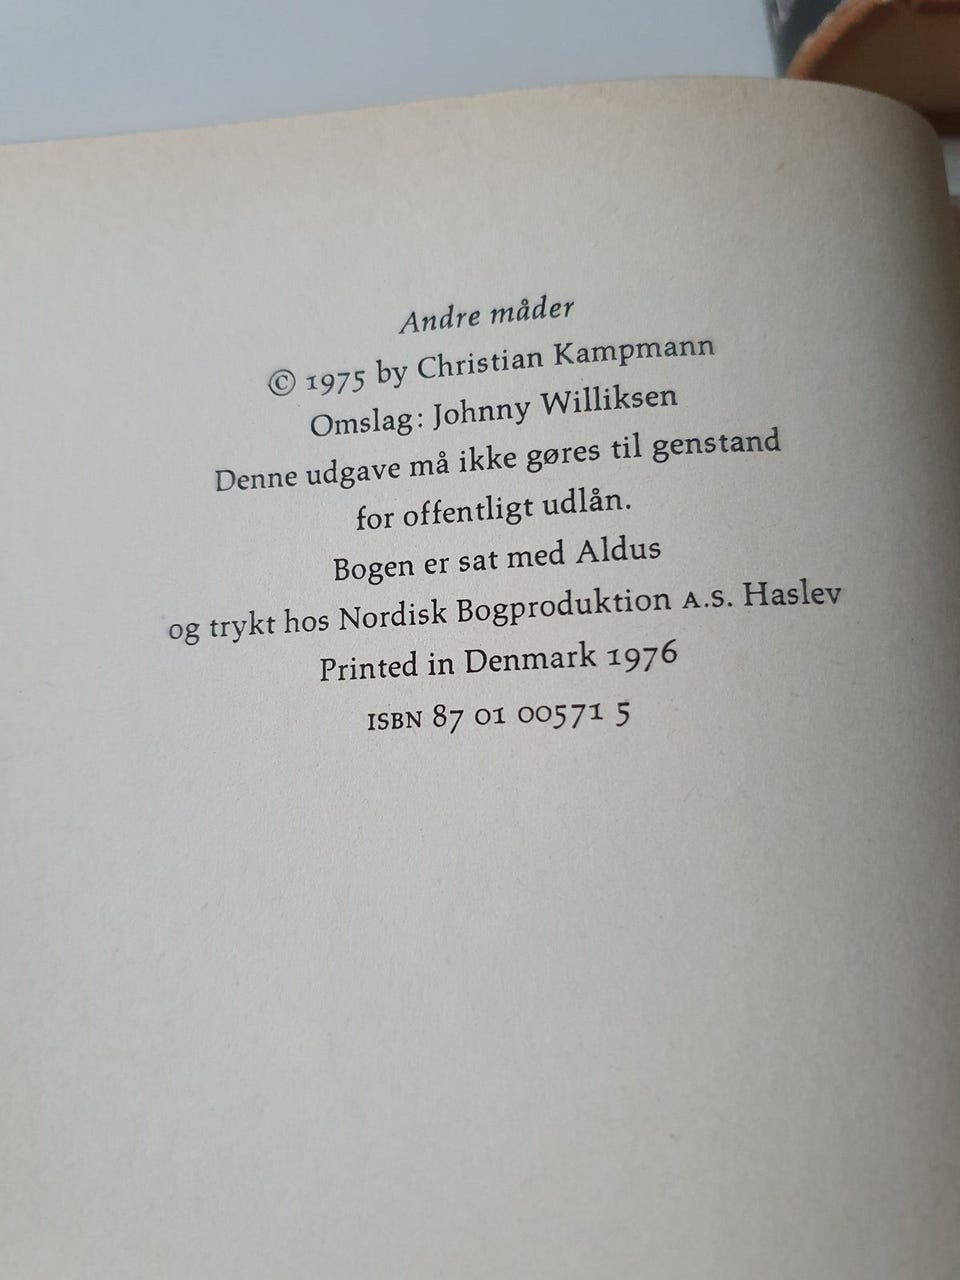 Andre måder
© 1975 by Christian Kampmann
Omslag: Johnny Williksen
Denne udgave må ikke gøres til genstand
for offentligt udlån.
Bogen er sat med Aldus
og trykt hos Nordisk Bogproduktion A.S. Haslev
Printed in Denmark 1976
ISBN 87 01 00571 5